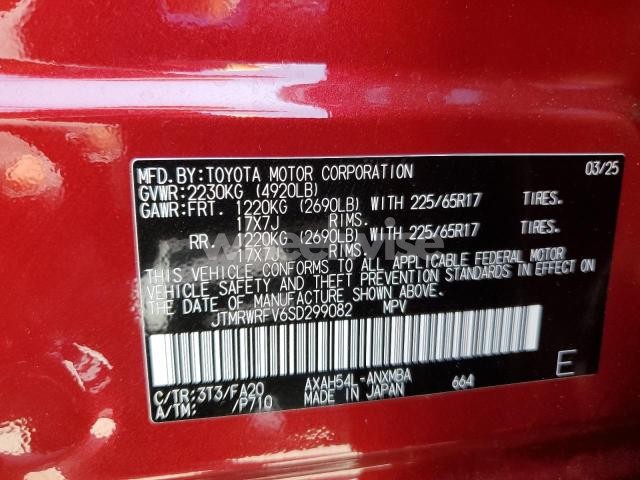 MFD.BY:TOYOTA MOTOR CORPORATION 03/25
GVWR:2230KG (4920LB)
GAWR:FRT. 1220KG (2690LB) WITH 225/65R17 TIRES.
17X7J RIMS.
RR. 1220KG (2690LB) WITH 225/65R17 TIRES.
17X7J RIMS.
THIS VEHICLE CONFORMS TO ALL APPLICABLE FEDERAL MOTOR
VEHICLE SAFETY AND THEFT PREVENTION STANDARDS IN EFFECT ON
THE DATE OF MANUFACTURE SHOWN ABOVE.
JTMRWRFV6SD299082 MPV
C/TR:3T3/FA20 AXAH54L-ANXMBA 664 E
A/TM: /P710 MADE IN JAPAN